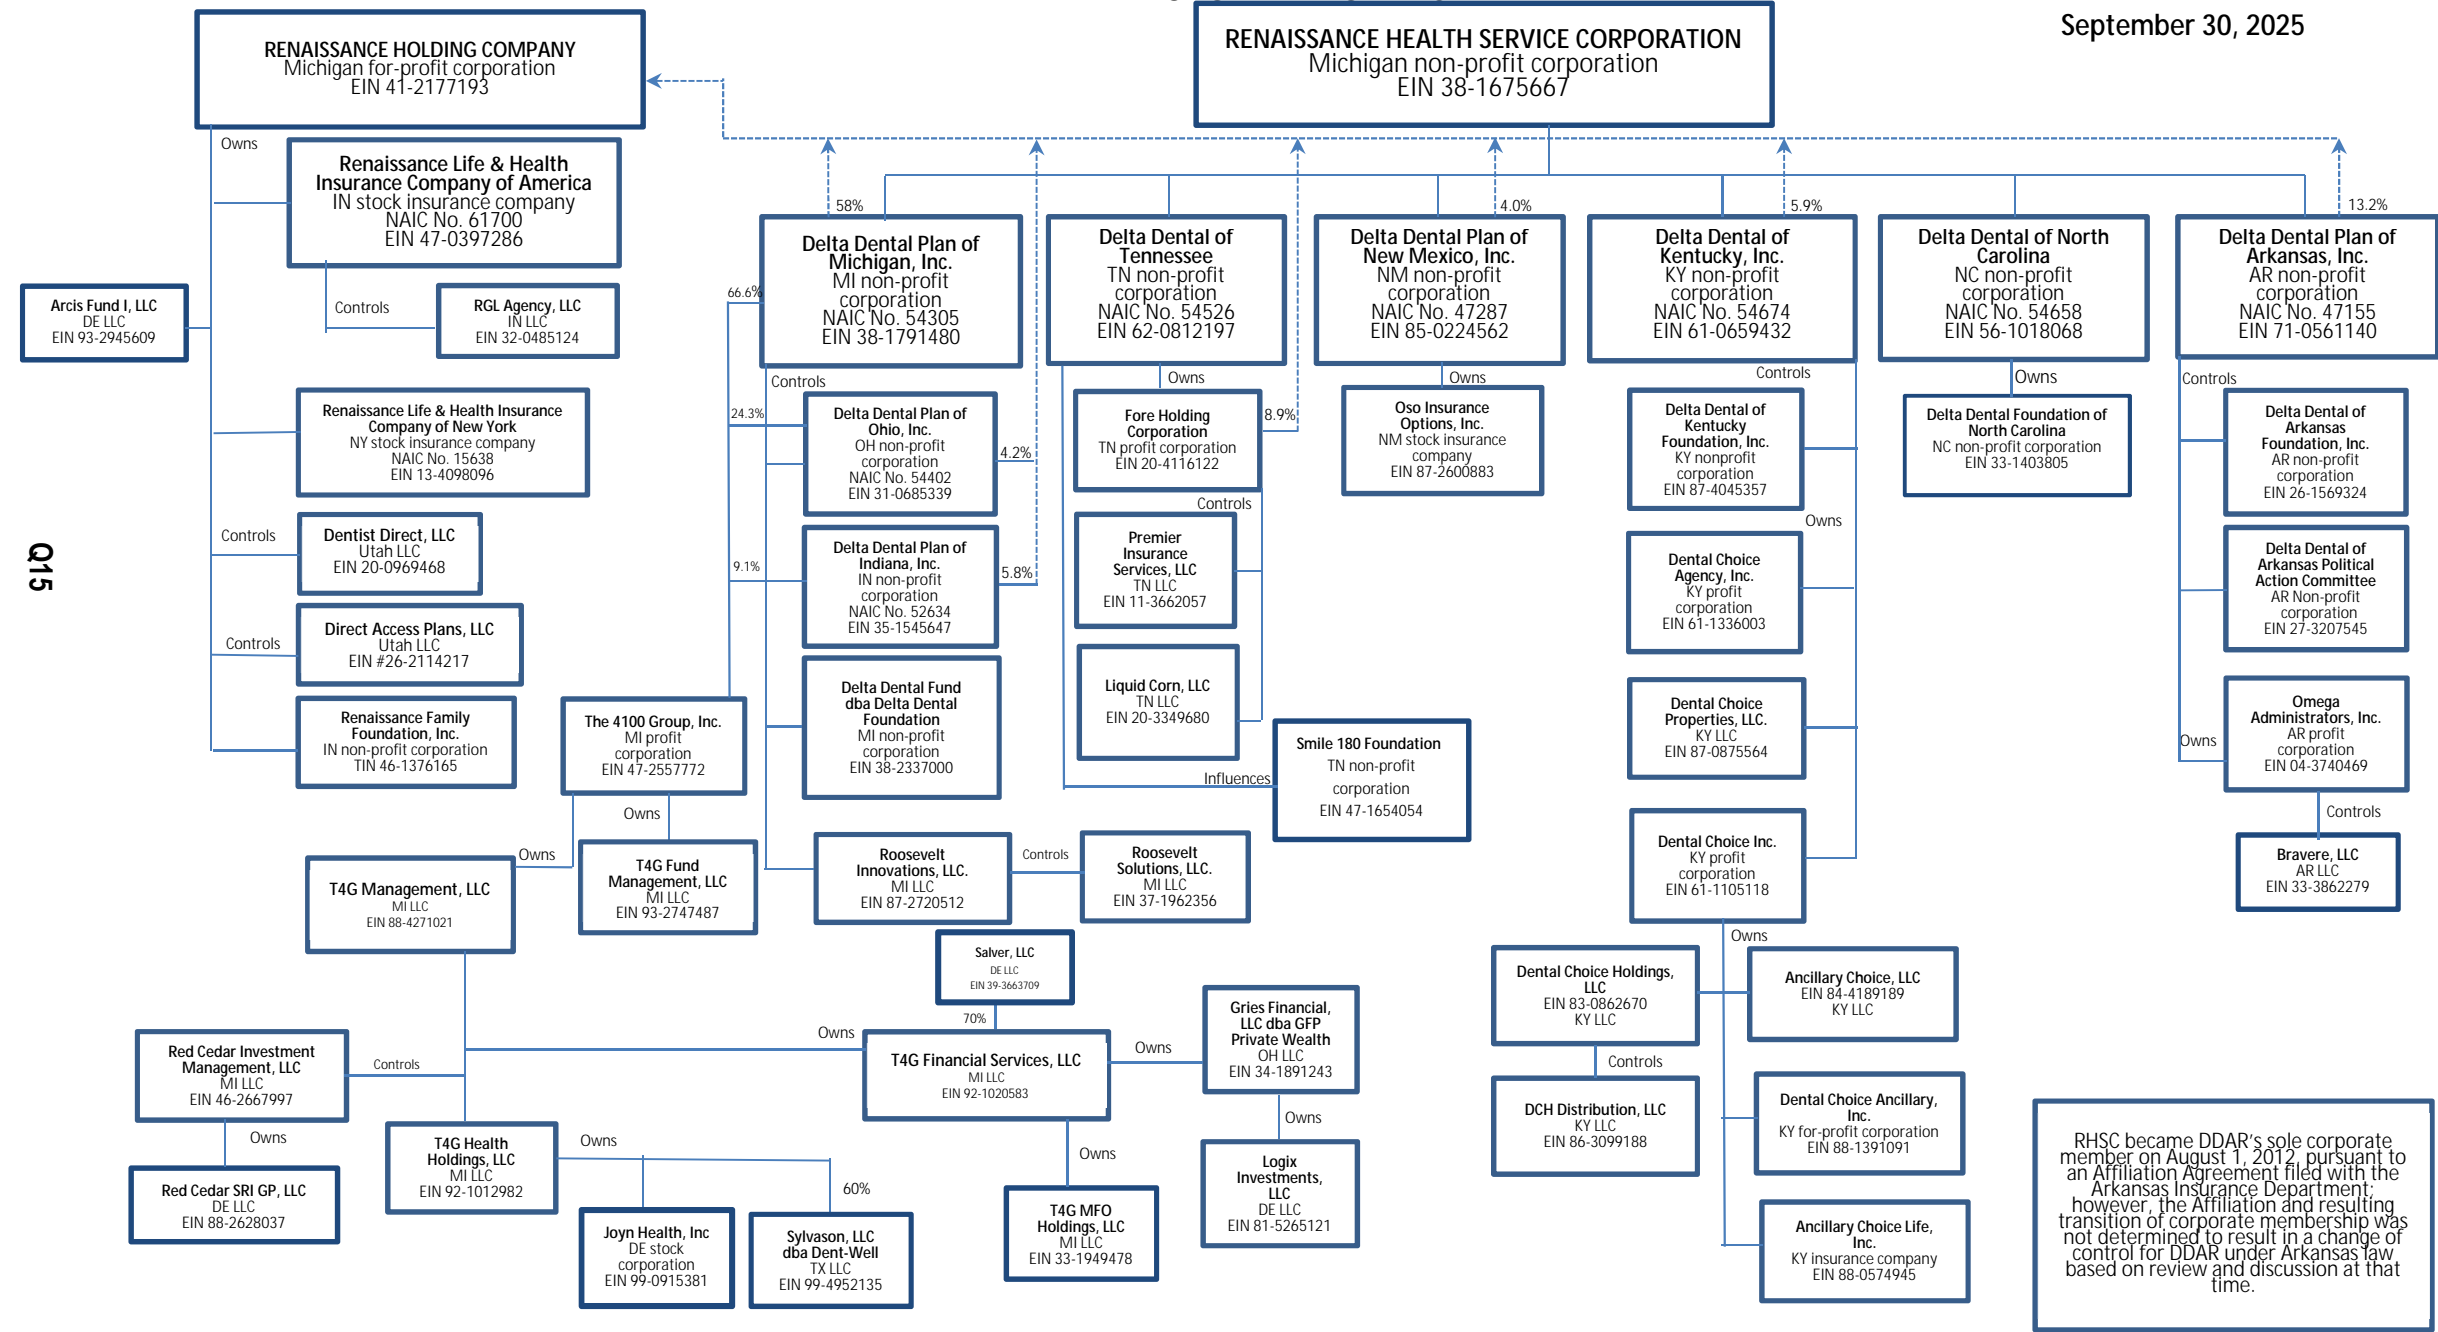 September 30, 2025
RENAISSANCE HOLDING COMPANY
Michigan for-profit corporation
EIN 41-2177193
RENAISSANCE HEALTH SERVICE CORPORATION
Michigan non-profit corporation
EIN 38-1675667
Owns
Renaissance Life & Health
Insurance Company of America
IN stock insurance company
NAIC No. 61700
EIN 47-0397286
Arcis Fund I, LLC
DE LLC
EIN 93-2945609
Controls
RGL Agency, LLC
IN LLC
EIN 32-0485124
Renaissance Life & Health Insurance
Company of New York
NY stock insurance company
NAIC No. 15638
EIN 13-4098096
Controls
Dentist Direct, LLC
Utah LLC
EIN 20-0969468
Controls
Direct Access Plans, LLC
Utah LLC
EIN #26-2114217
Renaissance Family
Foundation, Inc.
IN non-profit corporation
TIN 46-1376165
Q15
58%
Delta Dental Plan of
Michigan, Inc.
MI non-profit
corporation
NAIC No. 54305
EIN 38-1791480
66.6%
Controls
24.3%
Delta Dental Plan of
Ohio, Inc.
OH non-profit
corporation
NAIC No. 54402
EIN 31-0685339
4.2%
9.1%
Delta Dental Plan of
Indiana, Inc.
IN non-profit
corporation
NAIC No. 52634
EIN 35-1545647
5.8%
Delta Dental Fund
dba Delta Dental
Foundation
MI non-profit
corporation
EIN 38-2337000
Roosevelt
Innovations, LLC.
MI LLC
EIN 87-2720512
Controls
Roosevelt
Solutions, LLC.
MI LLC
EIN 37-1962356
The 4100 Group, Inc.
MI profit
corporation
EIN 47-2557772
Owns
Owns
T4G Fund
Management, LLC
MI LLC
EIN 93-2747487
T4G Management, LLC
MI LLC
EIN 88-4271021
Salver, LLC
DE LLC
EIN 39-3663709
70%
Owns
T4G Financial Services, LLC
MI LLC
EIN 92-1020583
Owns
Gries Financial,
LLC dba GFP
Private Wealth
OH LLC
EIN 34-1891243
Owns
Logix
Investments,
LLC
DE LLC
EIN 81-5265121
Owns
T4G MFO
Holdings, LLC
MI LLC
EIN 33-1949478
Red Cedar Investment
Management, LLC
MI LLC
EIN 46-2667997
Controls
Owns
Red Cedar SRI GP, LLC
DE LLC
EIN 88-2628037
T4G Health
Holdings, LLC
MI LLC
EIN 92-1012982
Owns
60%
Joyn Health, Inc
DE stock
corporation
EIN 99-0915381
Sylvason, LLC
dba Dent-Well
TX LLC
EIN 99-4952135
Delta Dental of
Tennessee
TN non-profit
corporation
NAIC No. 54526
EIN 62-0812197
Owns
Fore Holding
Corporation
TN profit corporation
EIN 20-4116122
8.9%
Controls
Premier
Insurance
Services, LLC
TN LLC
EIN 11-3662057
Liquid Corn, LLC
TN LLC
EIN 20-3349680
Influences
Smile 180 Foundation
TN non-profit
corporation
EIN 47-1654054
4.0%
Delta Dental Plan of
New Mexico, Inc.
NM non-profit
corporation
NAIC No. 47287
EIN 85-0224562
Owns
Oso Insurance
Options, Inc.
NM stock insurance
company
EIN 87-2600883
5.9%
Delta Dental of
Kentucky, Inc.
KY non-profit
corporation
NAIC No. 54674
EIN 61-0659432
Controls
Delta Dental of
Kentucky
Foundation, Inc.
KY nonprofit
corporation
EIN 87-4045357
Owns
Dental Choice
Agency, Inc.
KY profit
corporation
EIN 61-1336003
Dental Choice
Properties, LLC.
KY LLC
EIN 87-0875564
Dental Choice Inc.
KY profit
corporation
EIN 61-1105118
Owns
Dental Choice Holdings,
LLC
EIN 83-0862670
KY LLC
Ancillary Choice, LLC
EIN 84-4189189
KY LLC
Controls
DCH Distribution, LLC
KY LLC
EIN 86-3099188
Dental Choice Ancillary,
Inc.
KY for-profit corporation
EIN 88-1391091
Ancillary Choice Life,
Inc.
KY insurance company
EIN 88-0574945
Delta Dental of North
Carolina
NC non-profit
corporation
NAIC No. 54658
EIN 56-1018068
Owns
Delta Dental Foundation of
North Carolina
NC non-profit corporation
EIN 33-1403805
13.2%
Delta Dental Plan of
Arkansas, Inc.
AR non-profit
corporation
NAIC No. 47155
EIN 71-0561140
Controls
Delta Dental of
Arkansas
Foundation, Inc.
AR non-profit
corporation
EIN 26-1569324
Delta Dental of
Arkansas Political
Action Committee
AR Non-profit
corporation
EIN 27-3207545
Owns
Omega
Administrators, Inc.
AR profit
corporation
EIN 04-3740469
Controls
Bravere, LLC
AR LLC
EIN 33-3862279
RHSC became DDAR's sole corporate
member on August 1, 2012, pursuant to
an Affiliation Agreement filed with the
Arkansas Insurance Department;
however, the Affiliation and resulting
transition of corporate membership was
not determined to result in a change of
control for DDAR under Arkansas law
based on review and discussion at that
time.